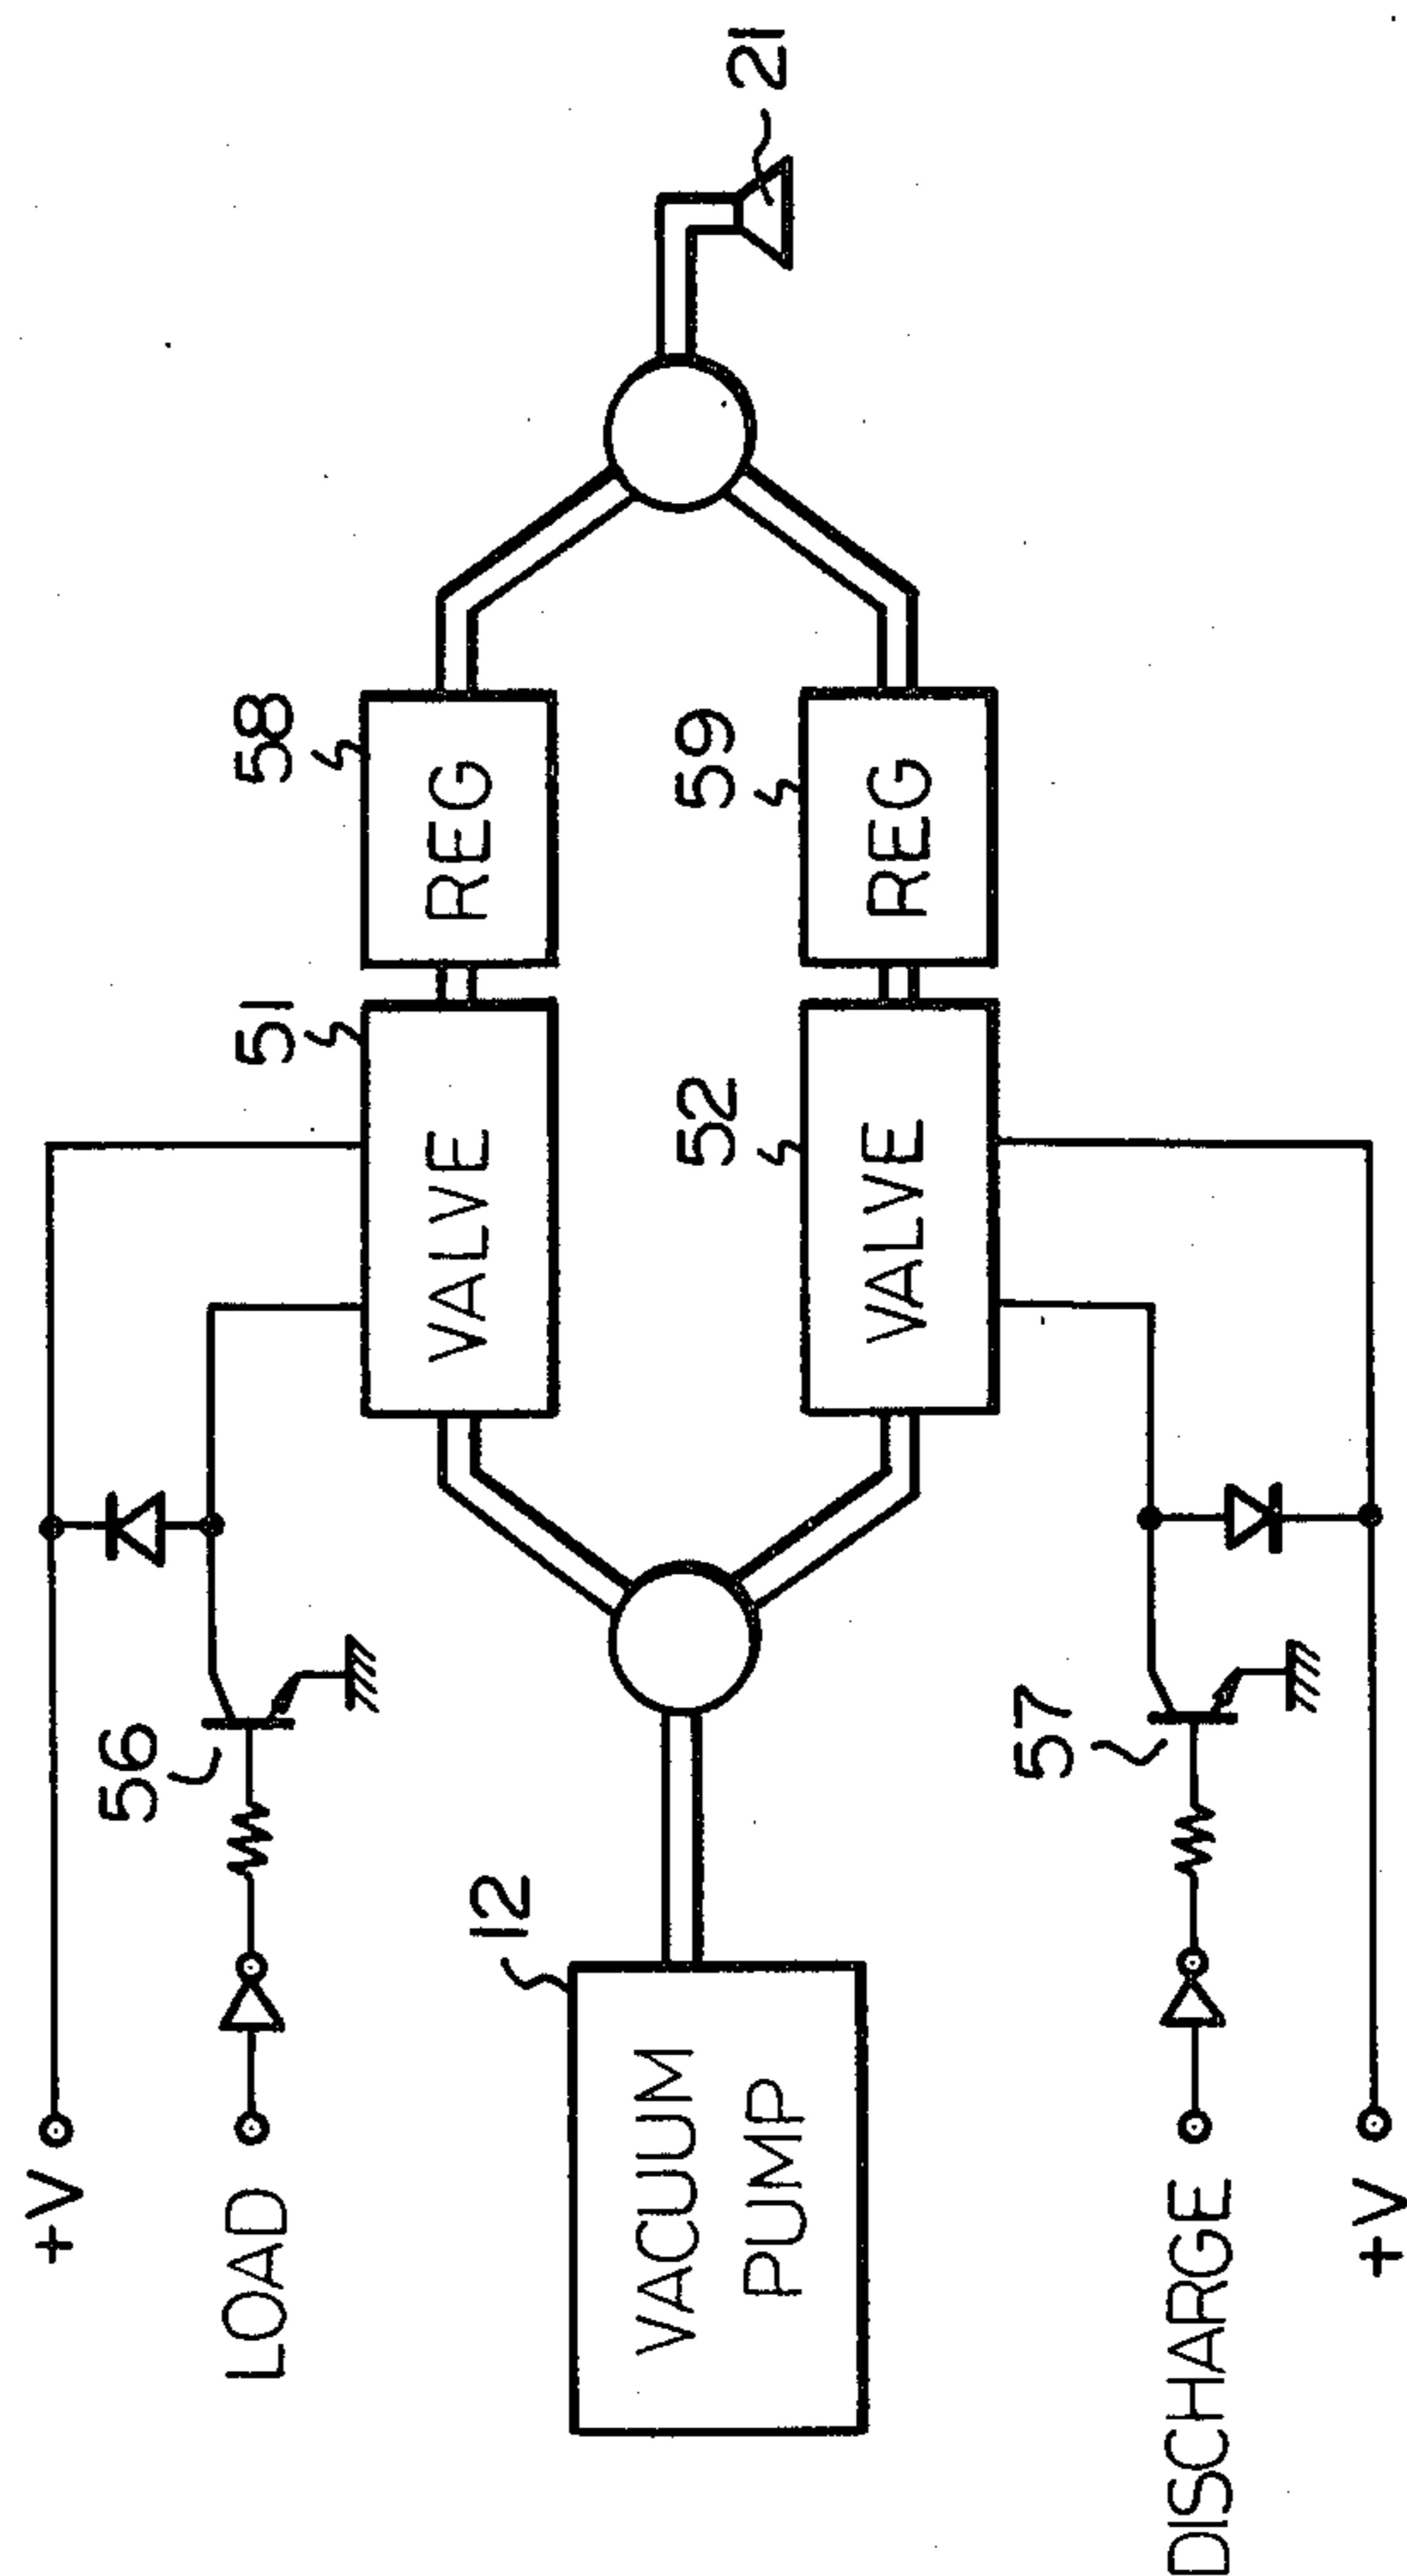 +V
LOAD
56
51
VALVE
58
REG
12
VACUUM
PUMP
21
52
VALVE
59
REG
57
DISCHARGE
+V